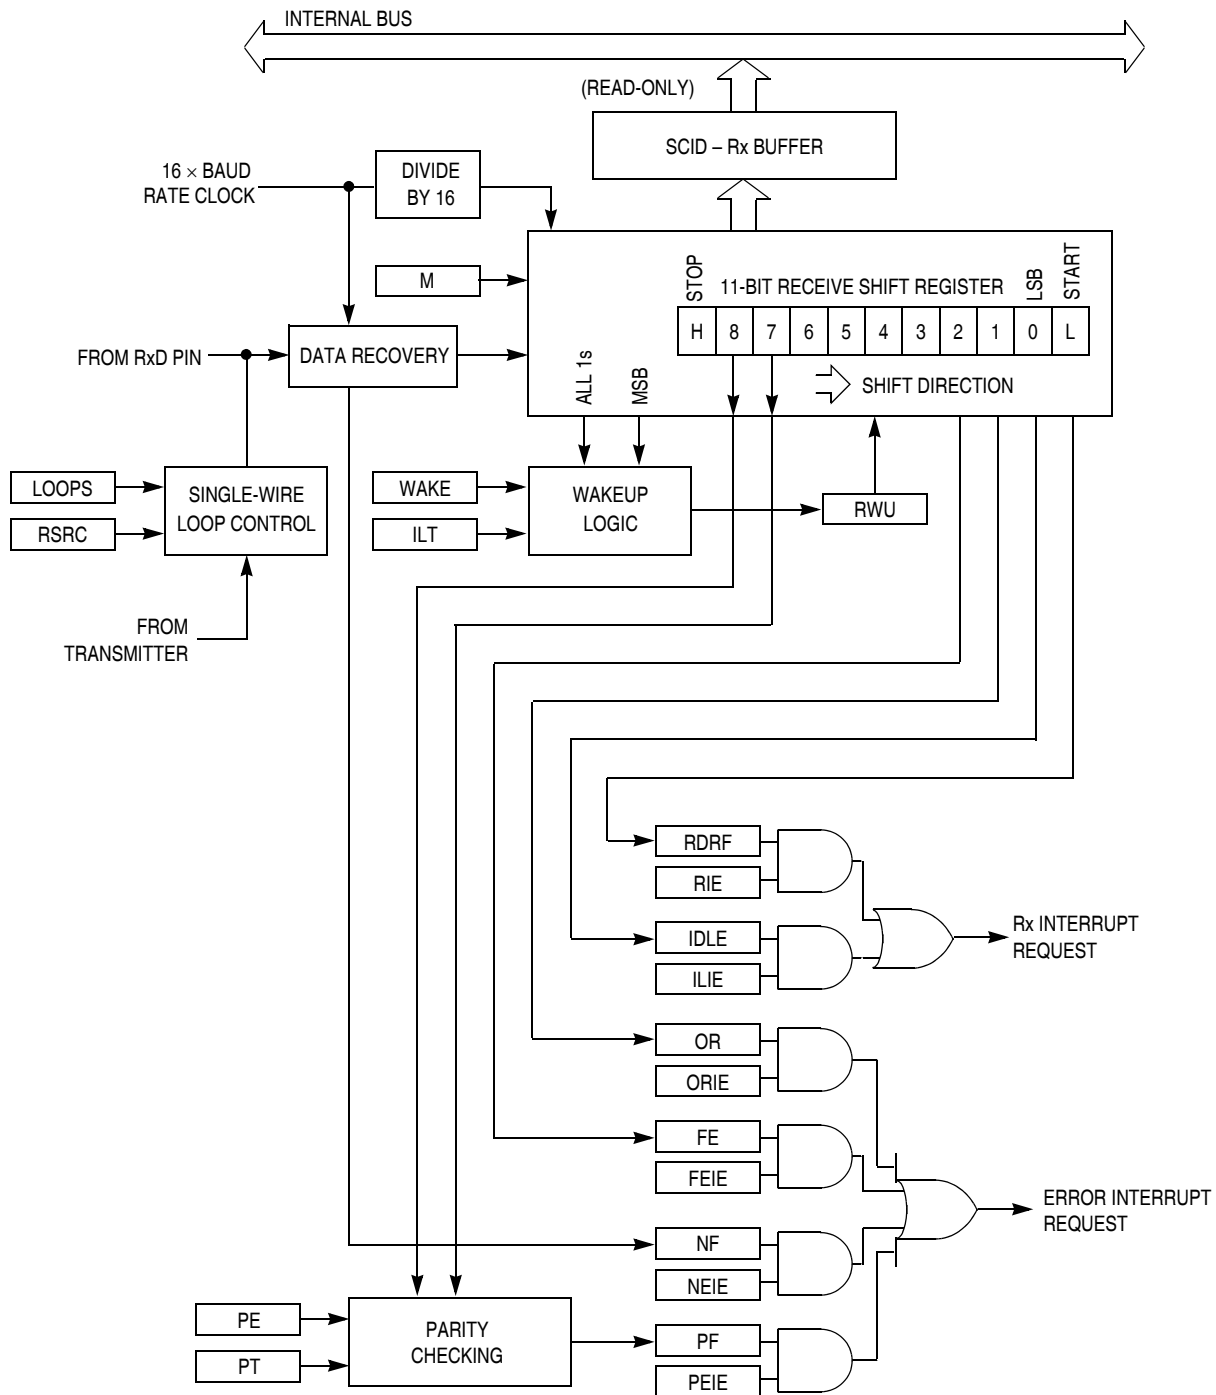 INTERNAL BUS
(READ-ONLY)
SCID – Rx BUFFER
16 × BAUD
RATE CLOCK
DIVIDE
BY 16
M
STOP
11-BIT RECEIVE SHIFT REGISTER
LSB
START
H 8 7 6 5 4 3 2 1 0 L
FROM RxD PIN
DATA RECOVERY
ALL 1s
MSB
SHIFT DIRECTION
LOOPS
RSRC
SINGLE-WIRE
LOOP CONTROL
WAKE
ILT
WAKEUP
LOGIC
RWU
FROM
TRANSMITTER
RDRF
RIE
IDLE
ILIE
Rx INTERRUPT
REQUEST
OR
ORIE
FE
FEIE
NF
NEIE
ERROR INTERRUPT
REQUEST
PE
PT
PARITY
CHECKING
PF
PEIE